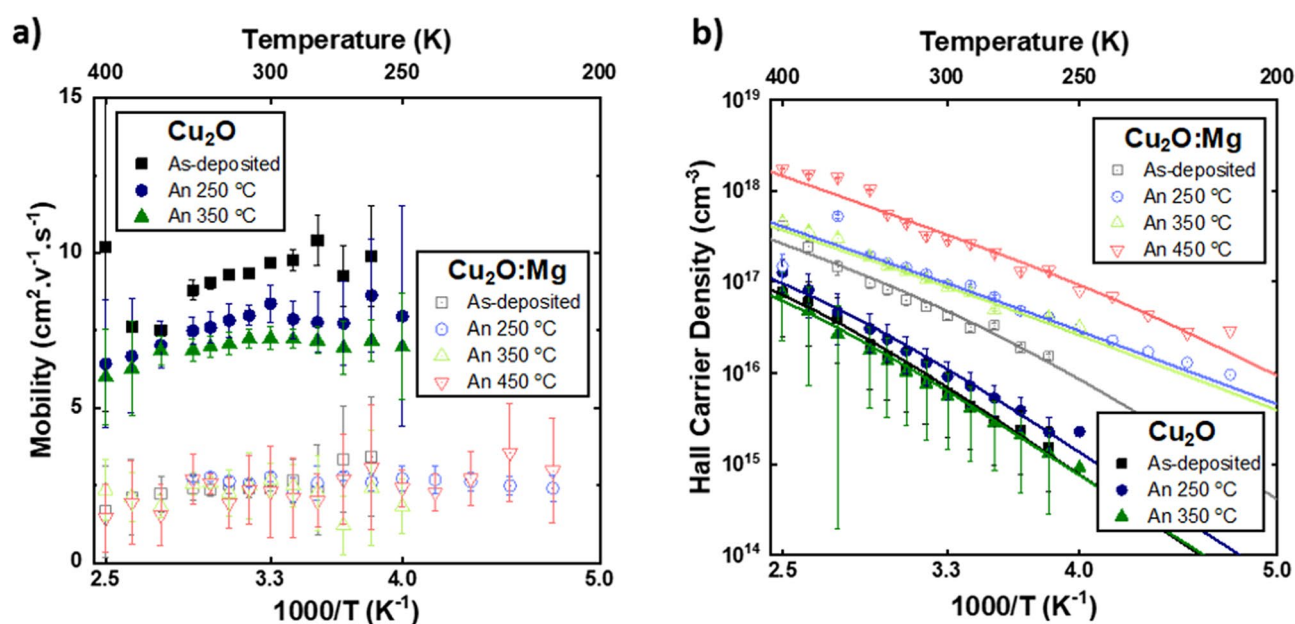 a)
Temperature (K)
400 300 250 200
15
10
5
0
Mobility (cm².v⁻¹.s⁻¹)
Cu₂O
As-deposited
An 250 °C
An 350 °C
Cu₂O:Mg
As-deposited
An 250 °C
An 350 °C
An 450 °C
2.5 3.3 4.0 5.0
1000/T (K⁻¹)
b)
Temperature (K)
400 300 250 200
10¹⁹
10¹⁸
10¹⁷
10¹⁶
10¹⁵
10¹⁴
Hall Carrier Density (cm⁻³)
Cu₂O:Mg
As-deposited
An 250 °C
An 350 °C
An 450 °C
Cu₂O
As-deposited
An 250 °C
An 350 °C
2.5 3.3 4.0 5.0
1000/T (K⁻¹)